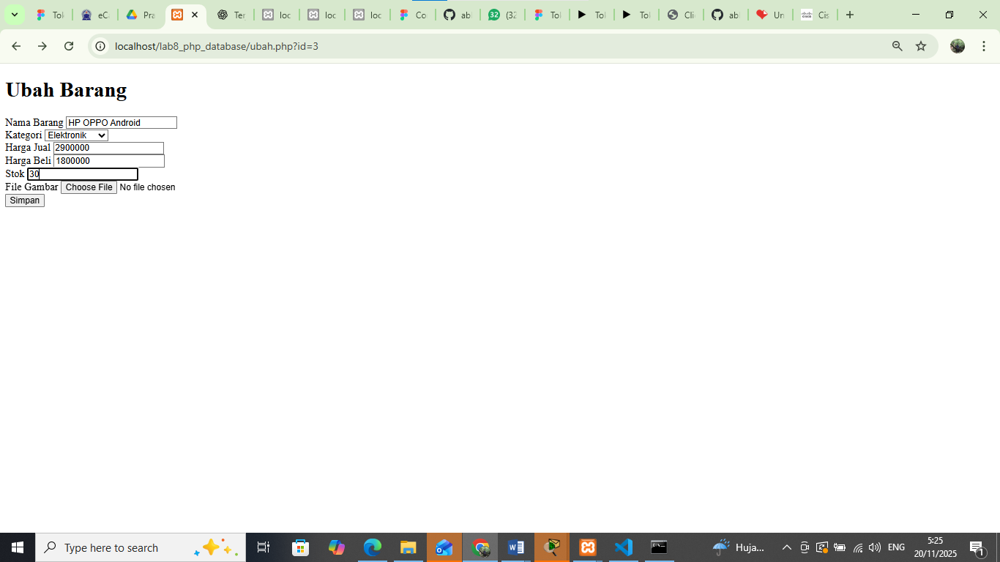 Tok
eC
Pra
Ter
loc
loc
loc
Co
ab
32
(32
Tol
Tol
Tol
Cli
ab
Un
Cis
localhost/lab8_php_database/ubah.php?id=3
Ubah Barang
Nama Barang HP OPPO Android
Kategori Elektronik
Harga Jual 2900000
Harga Beli 1800000
Stok 30
File Gambar Choose File No file chosen
Simpan
Type here to search
Huja...
ENG
5:25
20/11/2025
1